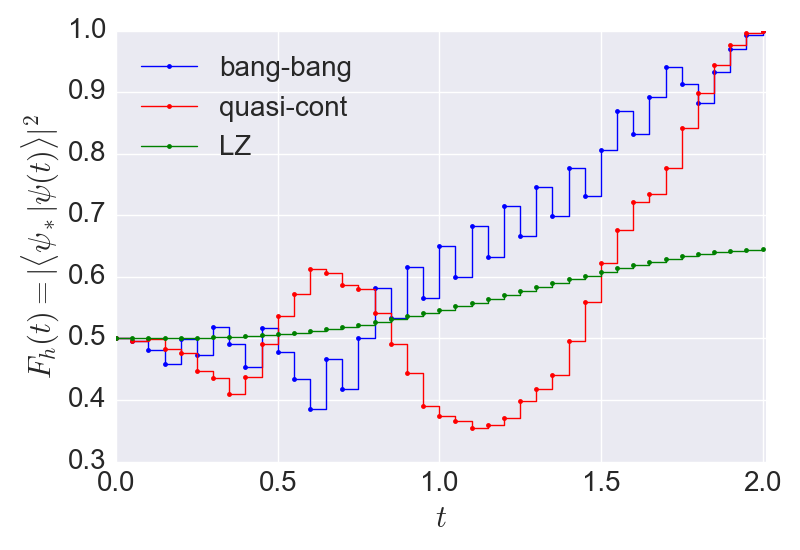 1.0
0.9
0.8
0.7
0.6
0.5
0.4
0.3
F_h(t) = |⟨ψ_*|ψ(t)⟩|^2
bang-bang
quasi-cont
LZ
0.0 0.5 1.0 1.5 2.0
t